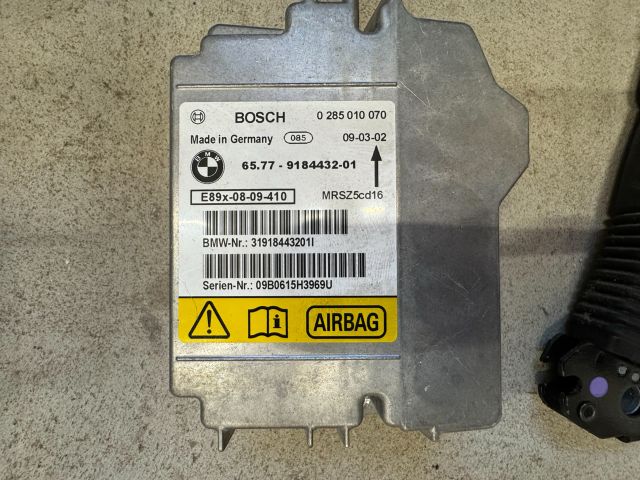 BOSCH 0 285 010 070
Made in Germany 085 09-03-02
BMW 65.77 - 9184432-01
E89x-08-09-410 MRSZ5cd16
BMW-Nr.: 31918443201I
Serien-Nr.: 09B0615H3969U
AIRBAG